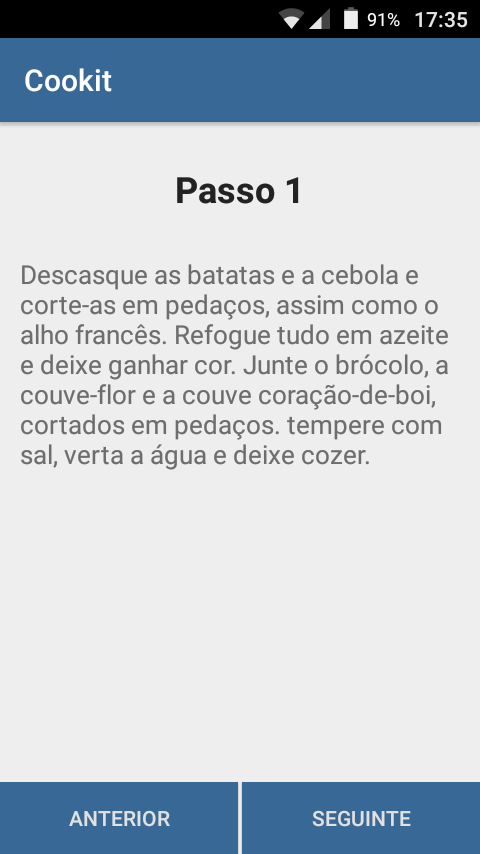 91% 17:35
Cookit
Passo 1
Descasque as batatas e a cebola e
corte-as em pedaços, assim como o
alho francês. Refogue tudo em azeite
e deixe ganhar cor. Junte o brócolo, a
couve-flor e a couve coração-de-boi,
cortados em pedaços. tempere com
sal, verta a água e deixe cozer.
ANTERIOR SEGUINTE